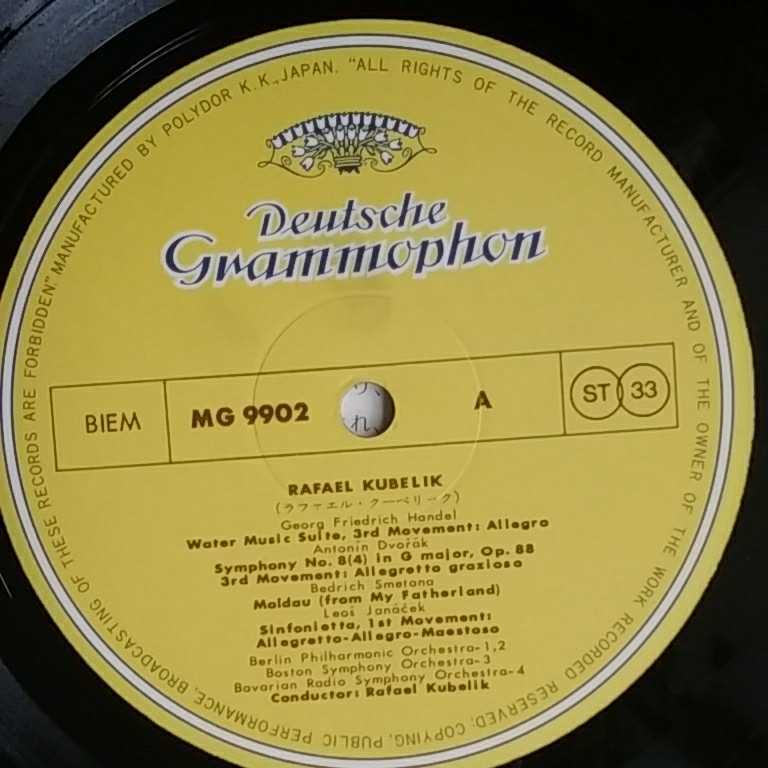 MANUFACTURED BY POLYDOR K.K., JAPAN. "ALL RIGHTS OF THE RECORD MANUFACTURER AND OF THE OWNER OF THE WORK RECORDED RESERVED; COPYING, PUBLIC PERFORMANCE, BROADCASTING OF THESE RECORDS ARE FORBIDDEN."
Deutsche
Grammophon
BIEM MG 9902 A ST 33
RAFAEL KUBELIK
(ラファエル・クーベリック)
Georg Friedrich Handel
Water Music Suite, 3rd Movement: Allegro
Antonin Dvořák
Symphony No. 8(4) in G major, Op. 88
3rd Movement: Allegretto grazioso
Bedrich Smetana
Moldau (from My Fatherland)
Leoš Janáček
Sinfonietta, 1st Movement:
Allegretto-Allegro-Maestoso
Berlin Philharmonic Orchestra-1,2
Boston Symphony Orchestra-3
Bavarian Radio Symphony Orchestra-4
Conductor: Rafael Kubelik